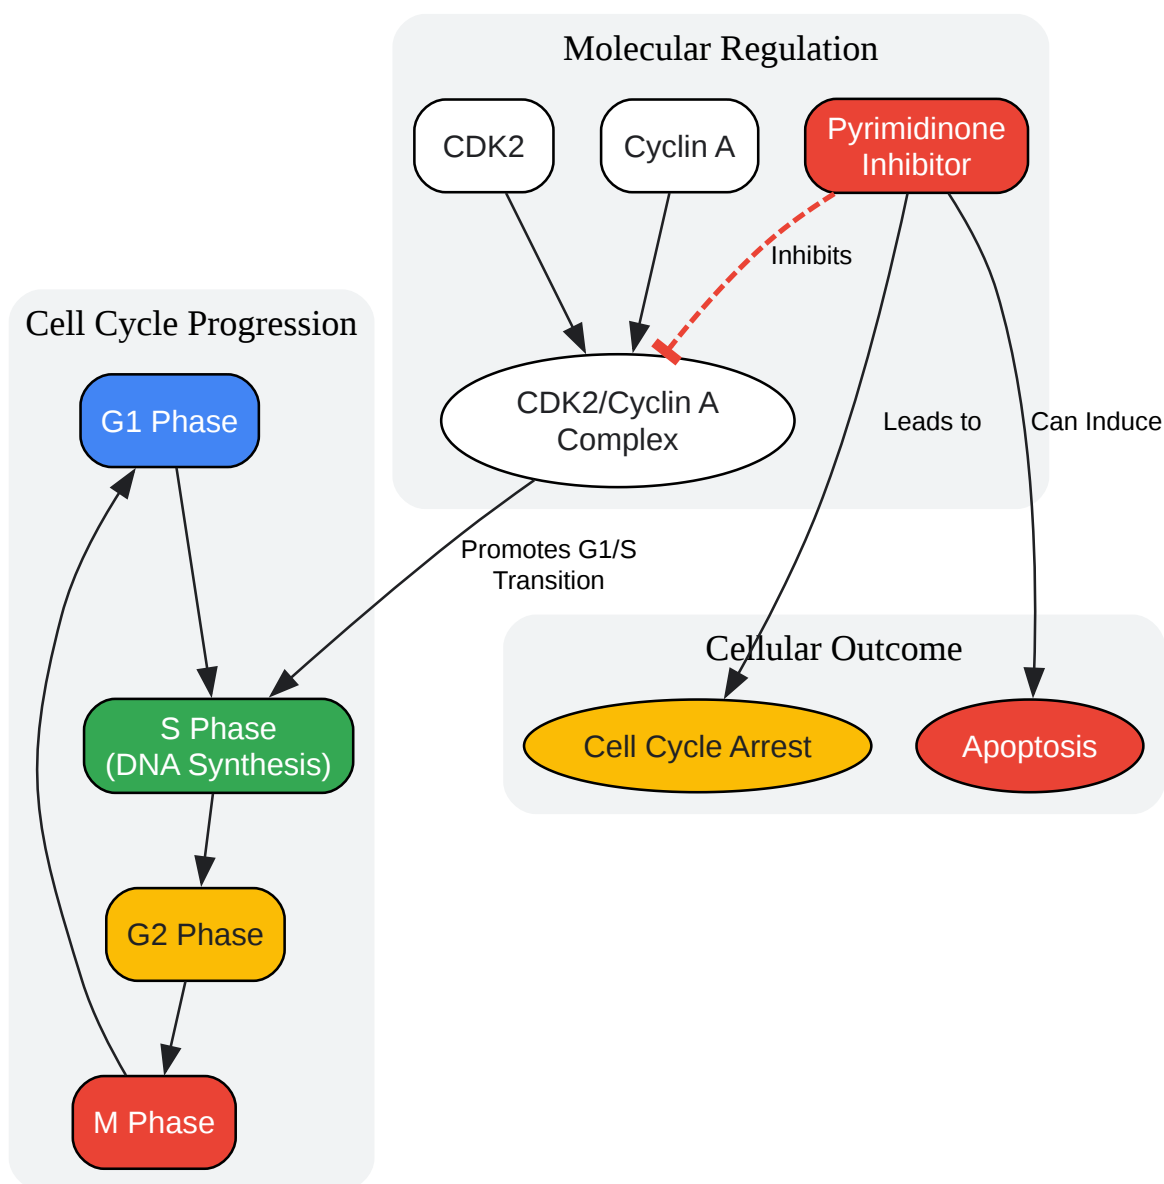 Molecular Regulation
CDK2
Cyclin A
Pyrimidinone
Inhibitor
Inhibits
Cell Cycle Progression
G1 Phase
CDK2/Cyclin A
Complex
Leads to
Can Induce
Promotes G1/S
Transition
Cellular Outcome
S Phase
(DNA Synthesis)
Cell Cycle Arrest
Apoptosis
G2 Phase
M Phase